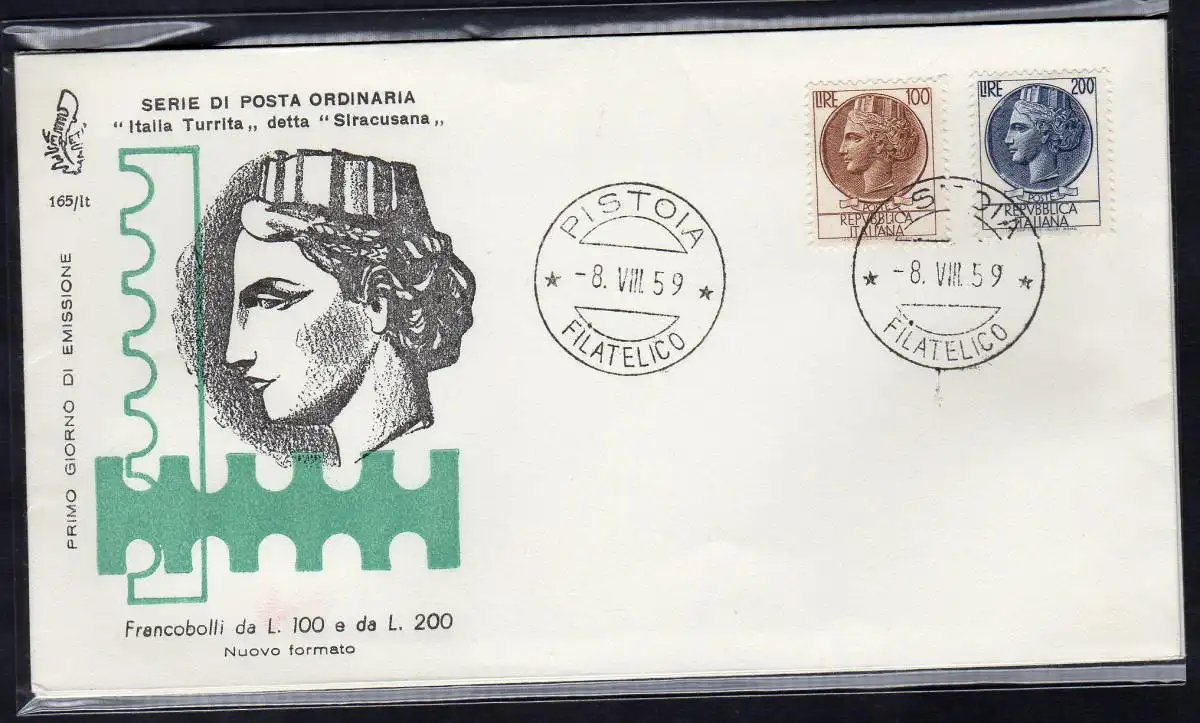 SERIE DI POSTA ORDINARIA
"Italia Turrita„ detta "Siracusana„
165/It
PRIMO GIORNO DI EMISSIONE
Francobolli da L. 100 e da L. 200
Nuovo formato
PISTOIA
-8. VIII. 59
FILATELICO
LIRE 100
POSTE
REPVBBLICA
ITALIANA
LIRE 200
POSTE
REPVBBLICA
ITALIANA
-8. VIII. 59
FILATELICO